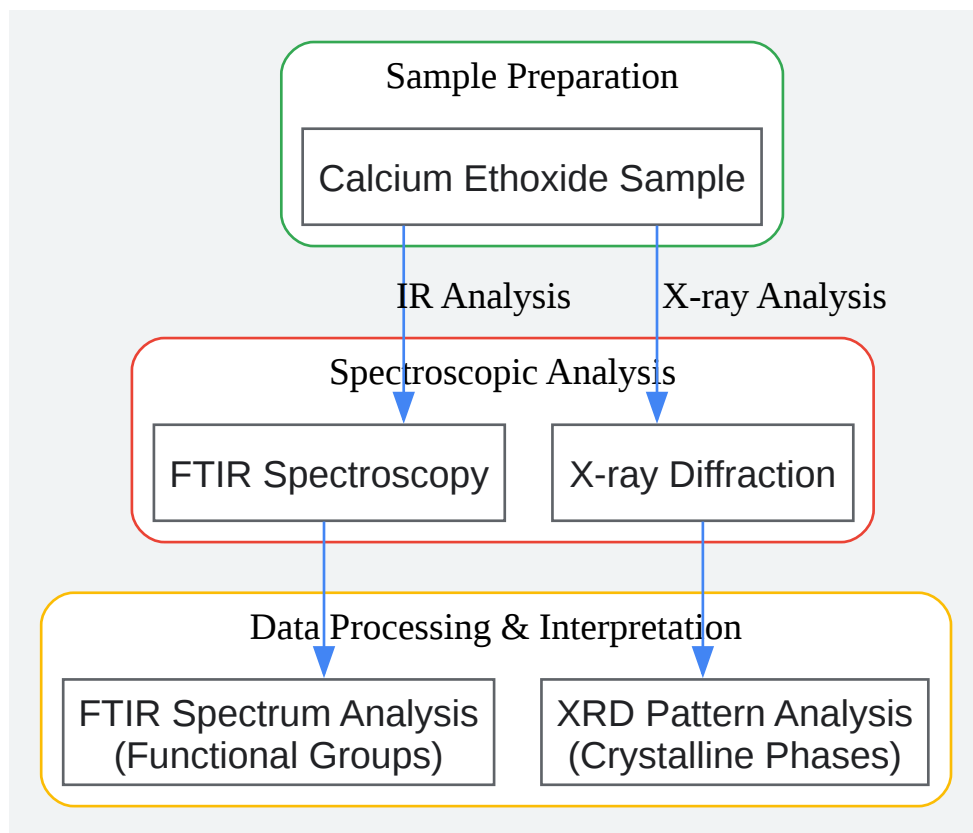 Sample Preparation
Calcium Ethoxide Sample
IR Analysis
X-ray Analysis
Spectroscopic Analysis
FTIR Spectroscopy
X-ray Diffraction
Data Processing & Interpretation
FTIR Spectrum Analysis
(Functional Groups)
XRD Pattern Analysis
(Crystalline Phases)